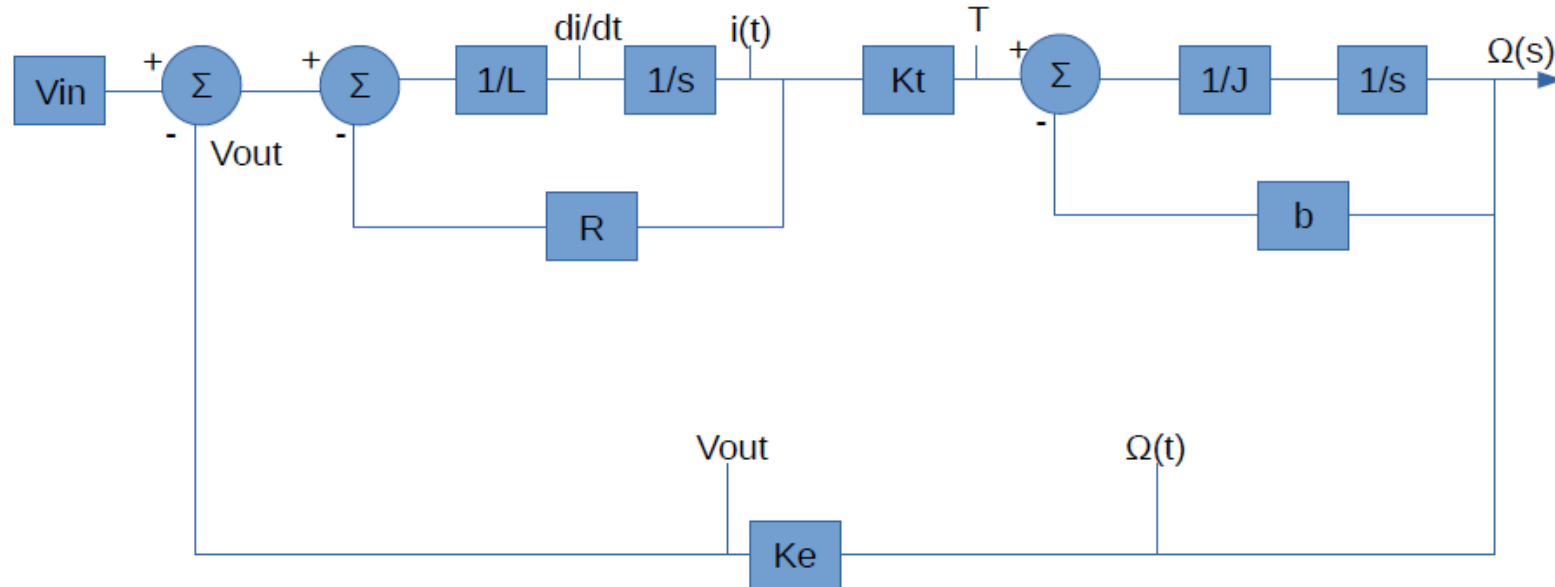 di/dt
i(t)
T
Ω(s)
+
+
+
Vin
Σ
Σ
1/L
1/s
Kt
Σ
1/J
1/s
-
-
-
Vout
R
b
Vout
Ω(t)
Ke